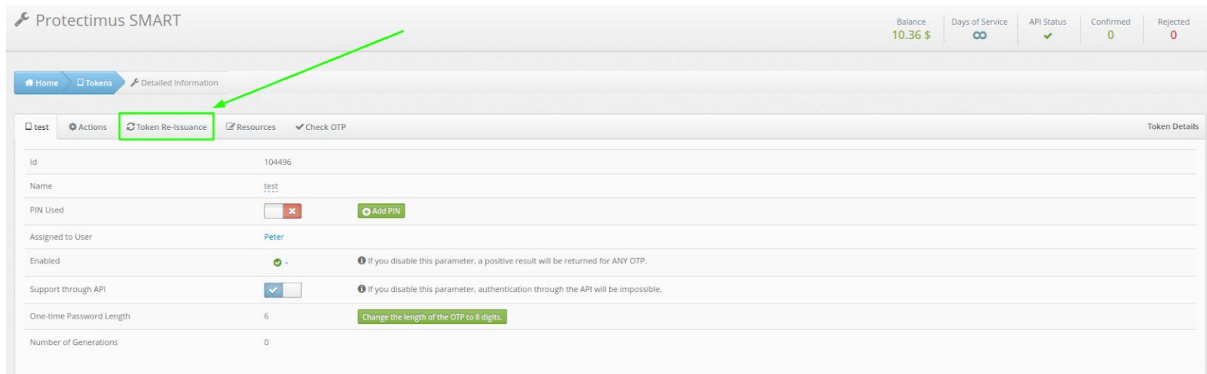 Protectimus SMART
Balance Days of Service API Status Confirmed Rejected
10.36 $ 0 0
Home Tokens Detailed Information
test Actions Token Re-Issuance Resources Check OTP Token Details
Id 104496
Name test
PIN Used Add PIN
Assigned to User Peter
Enabled If you disable this parameter, a positive result will be returned for ANY OTP.
Support through API If you disable this parameter, authentication through the API will be impossible.
One-time Password Length 6 Change the length of the OTP to 8 digits.
Number of Generations 0